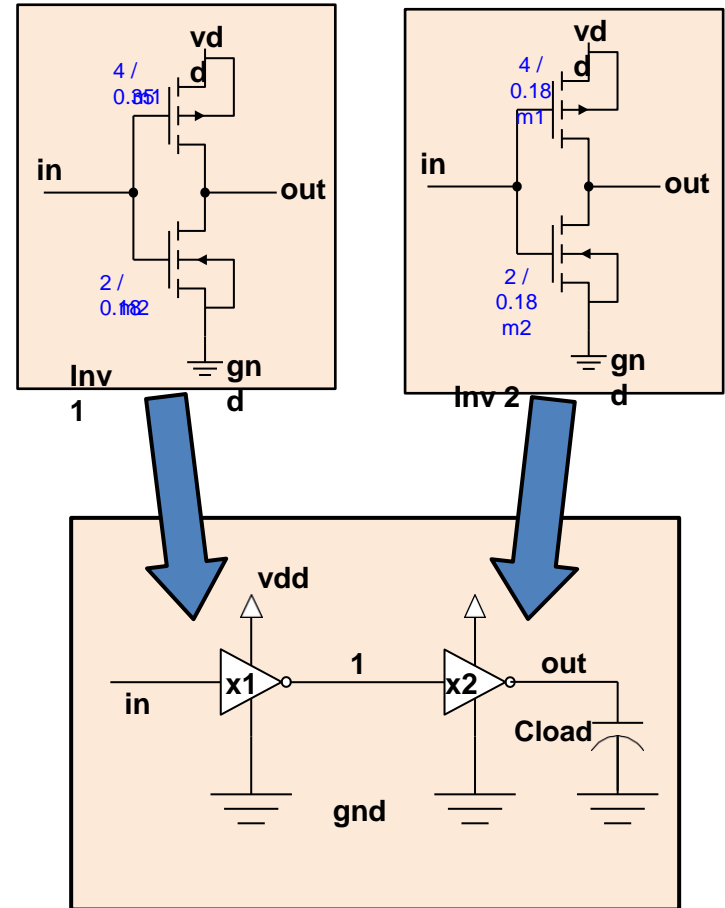 vd
d
4 /
in
out
2 /
gn
d
Inv
1
vd
d
4 /
0.18
m1
in
out
2 /
0.18
m2
gn
d
Inv 2
vdd
x1
1
x2
out
in
Cload
gnd